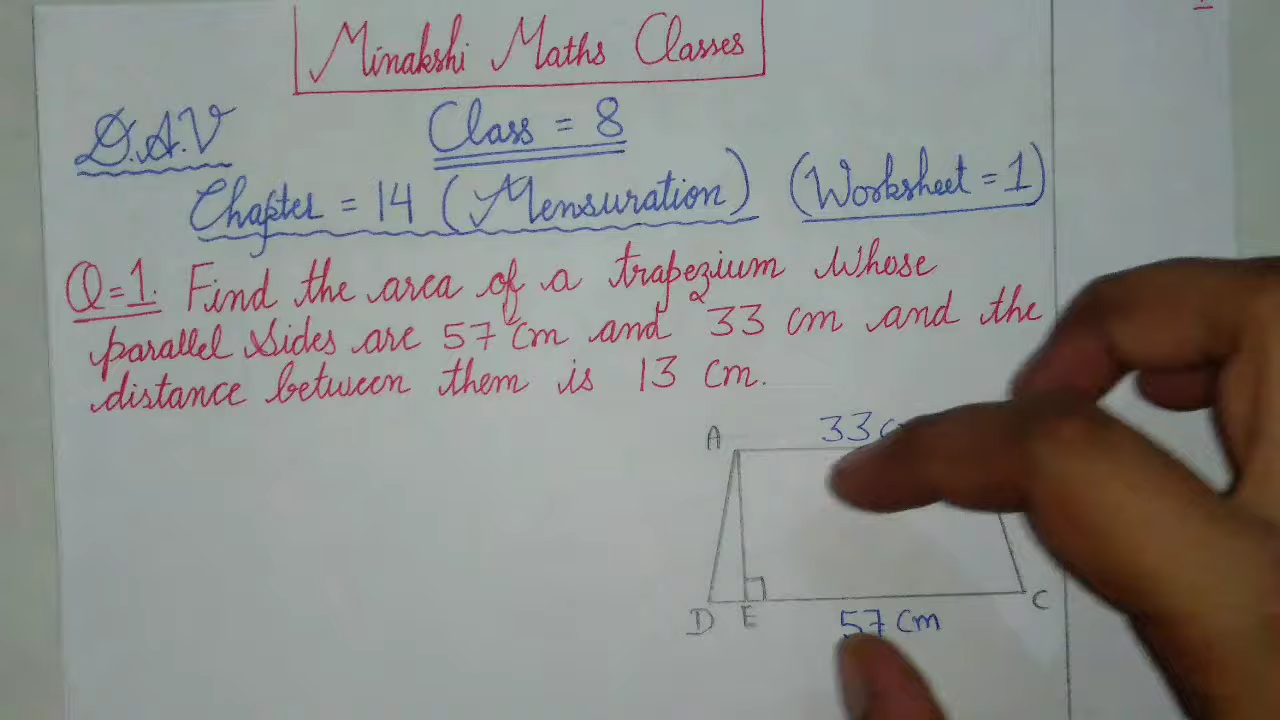 Minakshi Maths Classes
D.A.V Class = 8
Chapter = 14 (Mensuration) (Worksheet = 1)
Q=1. Find the area of a trapezium whose
parallel sides are 57 cm and 33 cm and the
distance between them is 13 cm.
A 33
D E 57 cm C